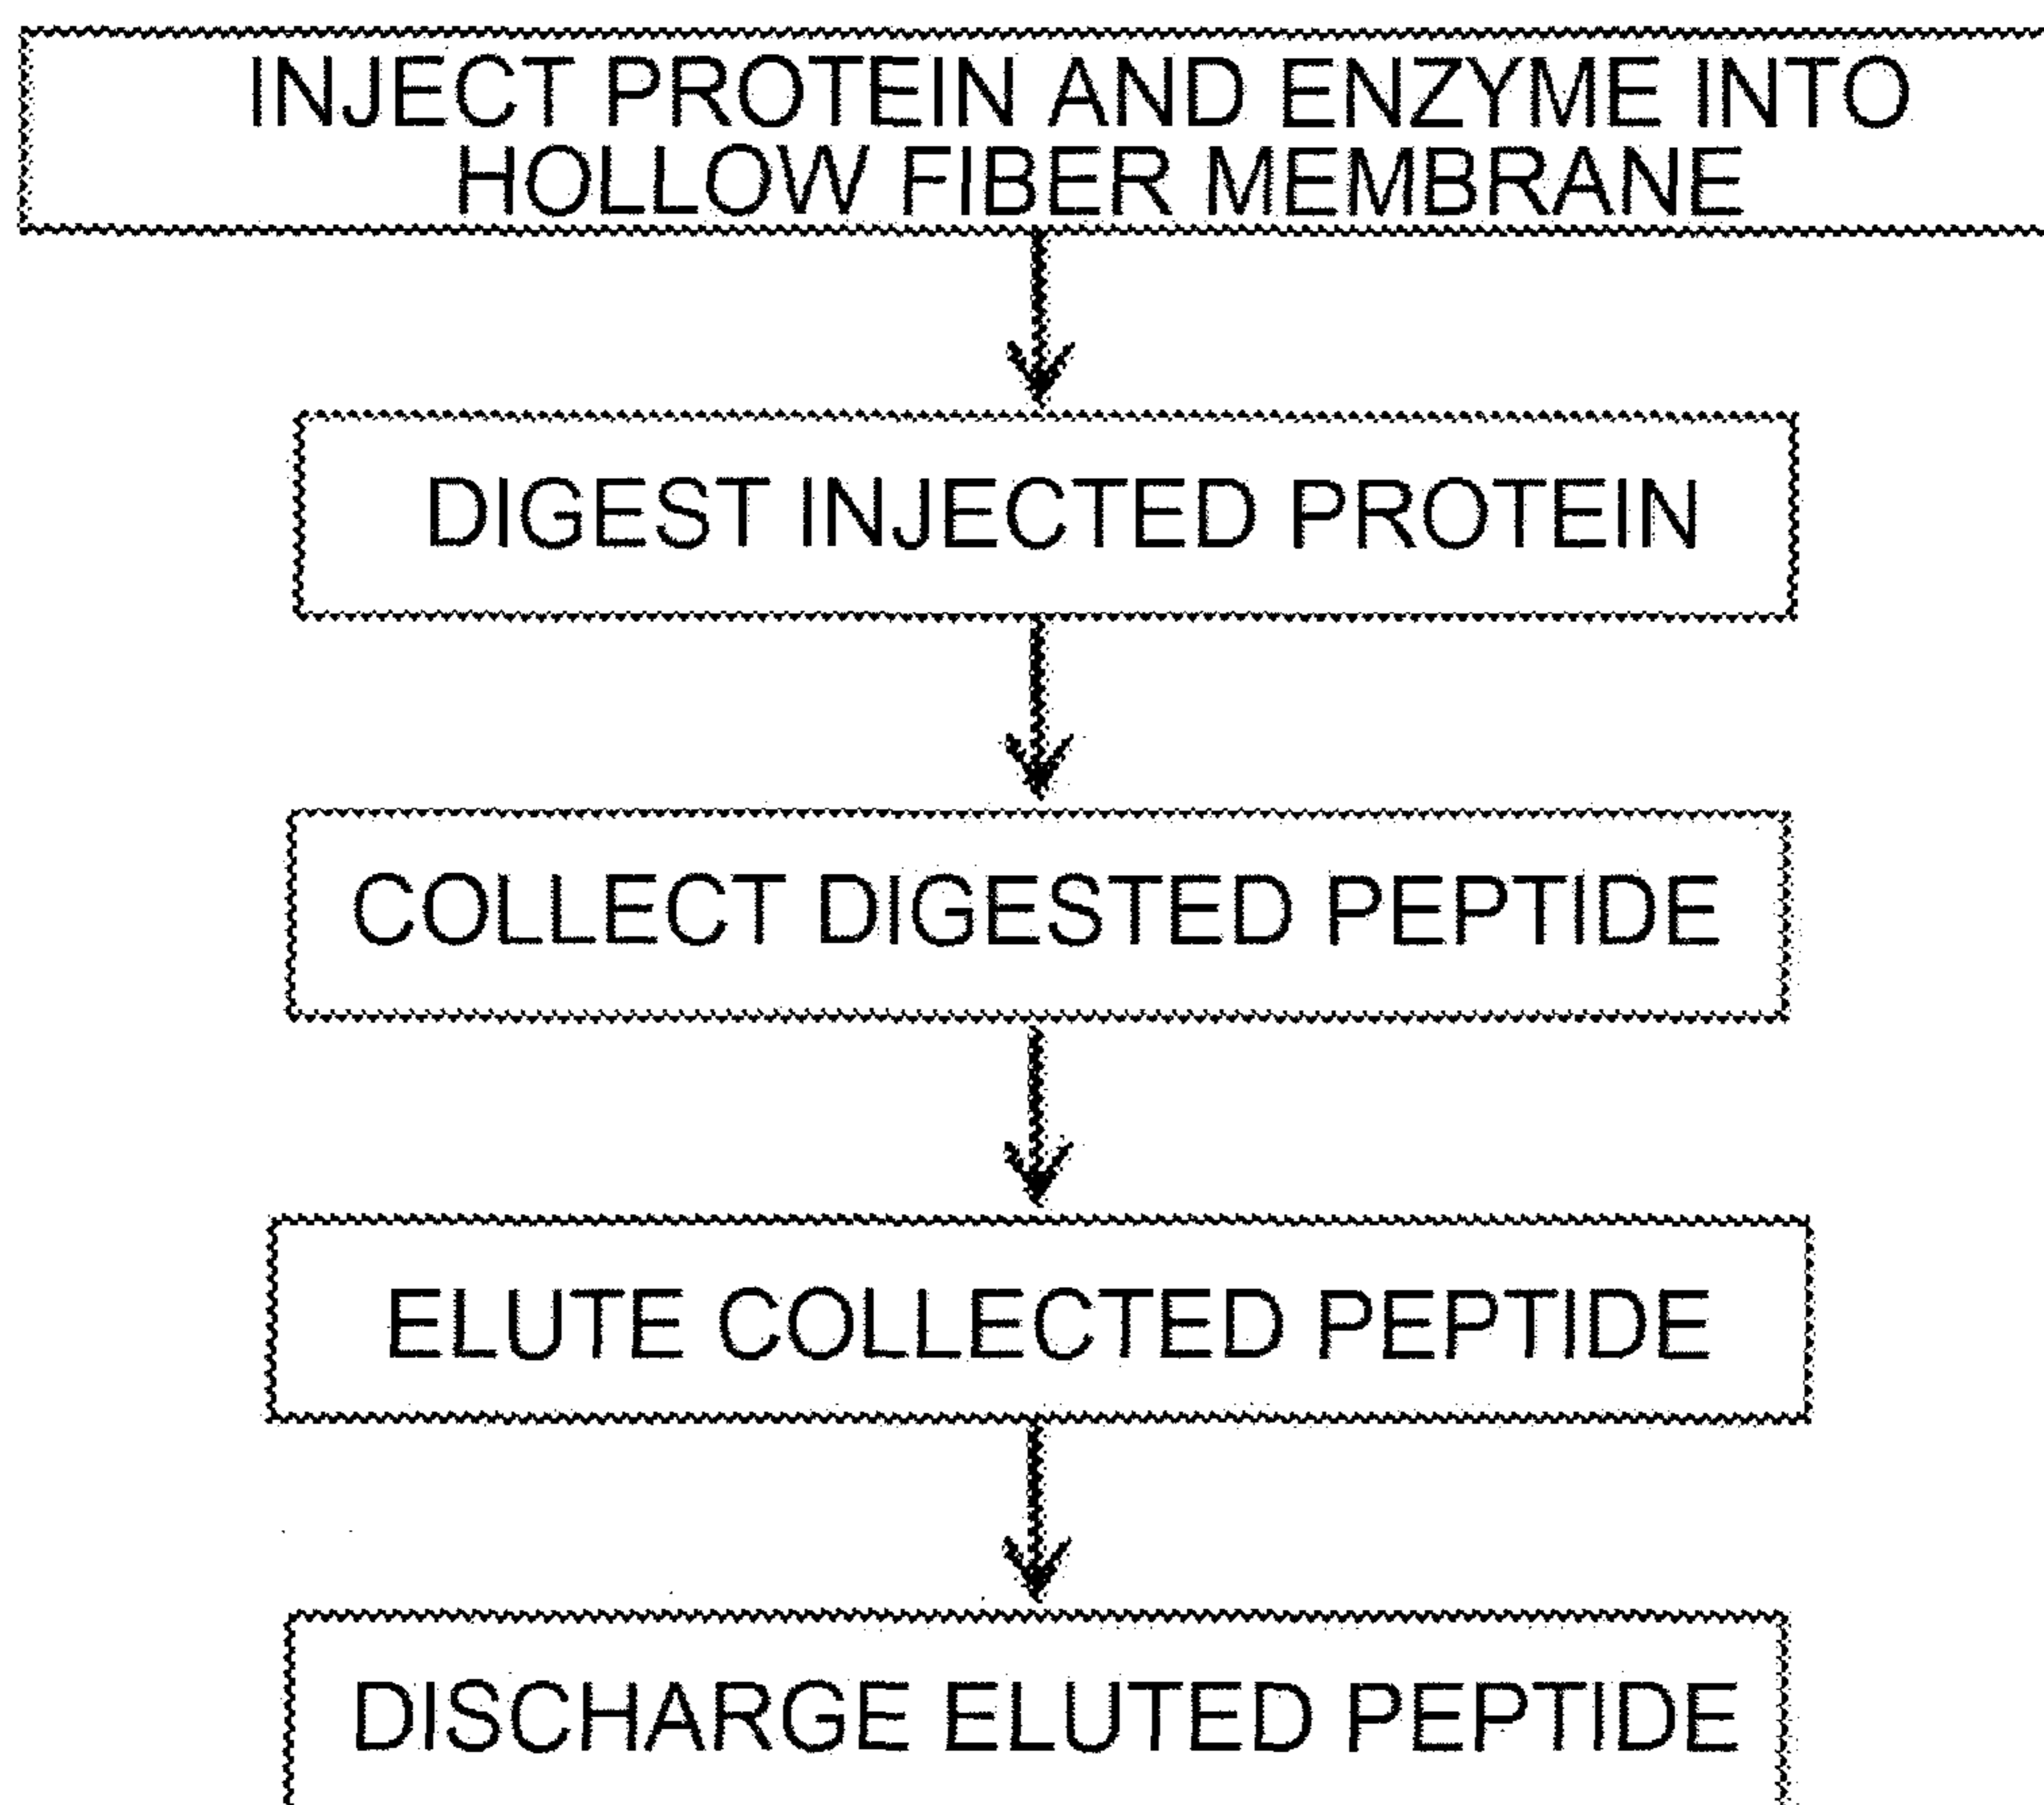 INJECT PROTEIN AND ENZYME INTO
HOLLOW FIBER MEMBRANE
DIGEST INJECTED PROTEIN
COLLECT DIGESTED PEPTIDE
ELUTE COLLECTED PEPTIDE
DISCHARGE ELUTED PEPTIDE